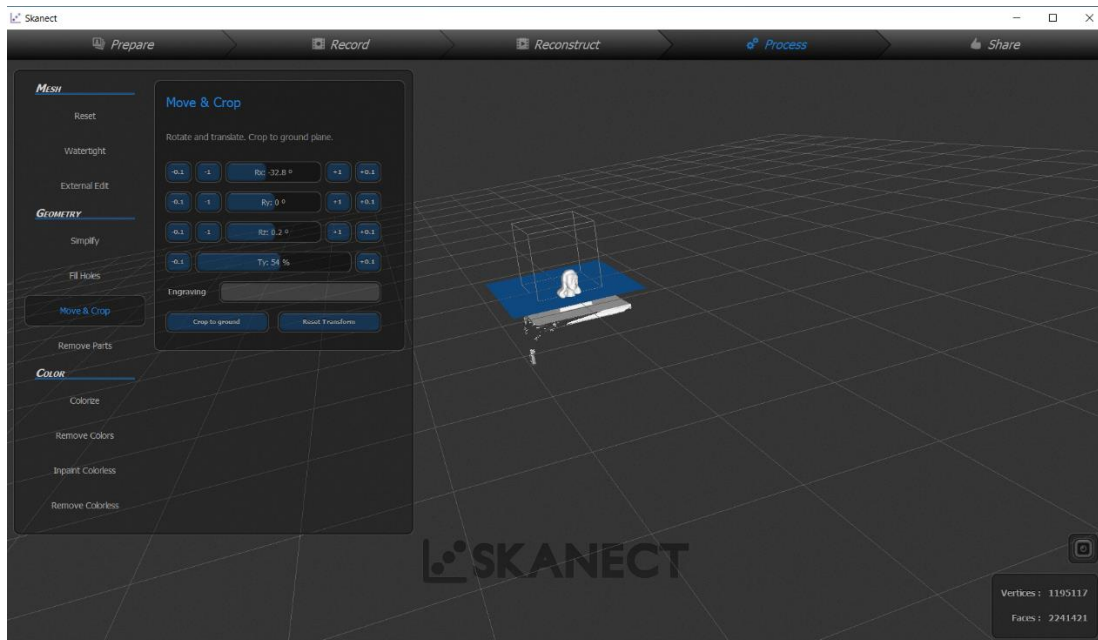 Skanect
Prepare
Record
Reconstruct
Process
Share
MESH
Reset
Watertight
External Edit
GEOMETRY
Simplify
Fill Holes
Move & Crop
Remove Parts
COLOR
Colorize
Remove Colors
Inpaint Colorless
Remove Colorless
Move & Crop
Rotate and translate. Crop to ground plane.
-0.1 -1 Rx: -32.8 º +1 +0.1
-0.1 -1 Ry: 0 º +1 +0.1
-0.1 -1 Rz: 0.2 º +1 +0.1
-0.1 Ty: 54 % +0.1
Engraving
Crop to ground Reset Transform
SKANECT
Vertices : 1195117
Faces : 2241421